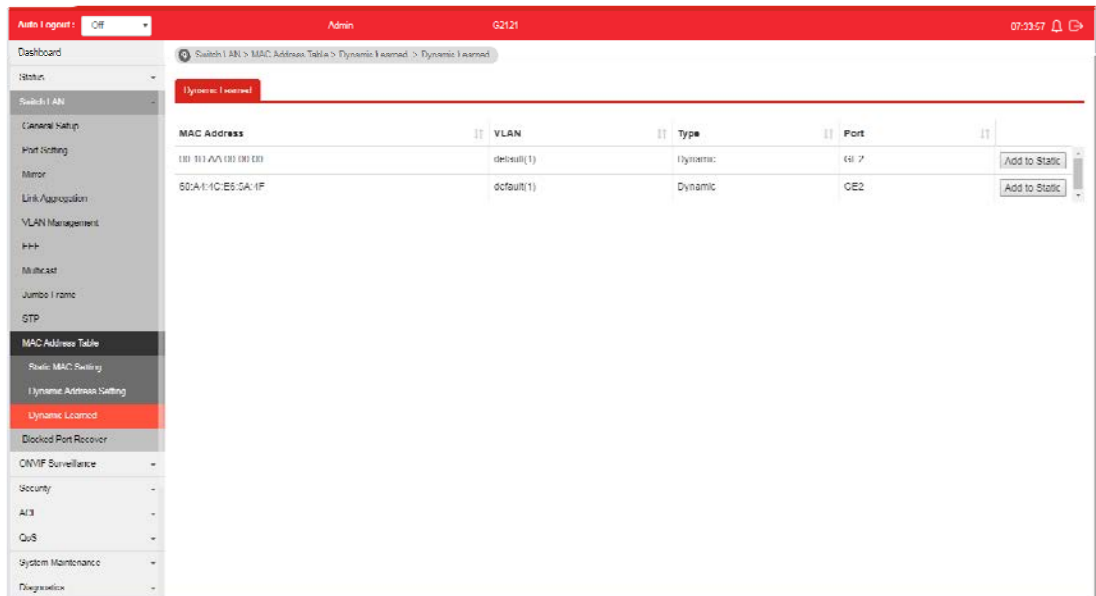 Auto Logout : Off Admin G2121 07:33:57
Dashboard
Switch LAN > MAC Address Table > Dynamic Learned > Dynamic Learned
Status
Dynamic Learned
Switch LAN
General Setup
Port Setting
Mirror
Link Aggregation
VLAN Management
EEE
Multicast
Jumbo Frame
STP
MAC Address Table
Static MAC Setting
Dynamic Address Setting
Dynamic Learned
Blocked Port Recover
ONVIF Surveillance
Security
ACL
QoS
System Maintenance
Diagnostics
MAC Address VLAN Type Port
default(1) Dynamic GE2 Add to Static
60:A4:4C:E6:5A:4F default(1) Dynamic GE2 Add to Static